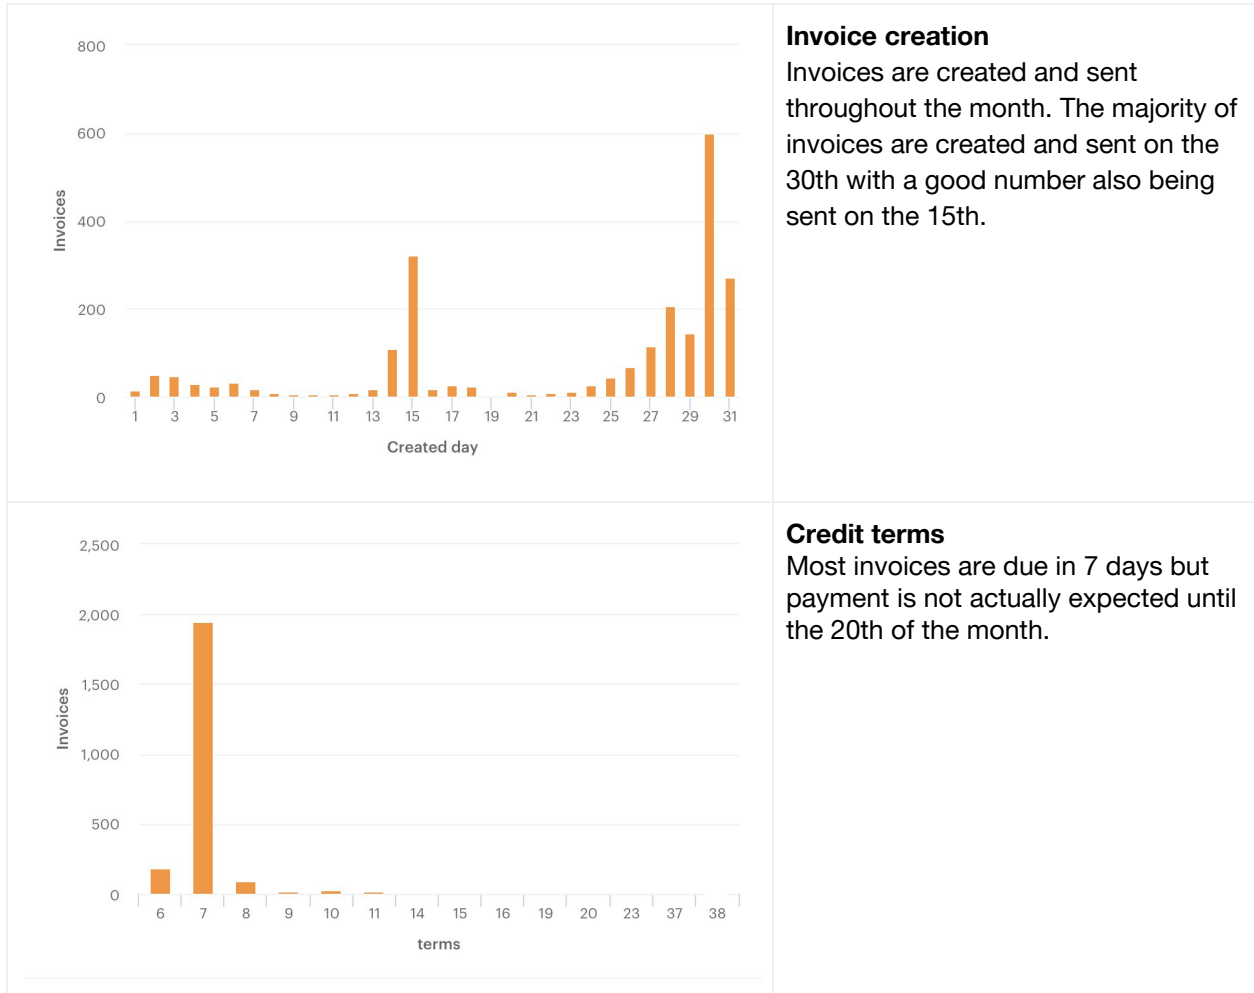 800
600
400
200
0
Invoices
1 3 5 7 9 11 13 15 17 19 21 23 25 27 29 31
Created day
Invoice creation
Invoices are created and sent
throughout the month. The majority of
invoices are created and sent on the
30th with a good number also being
sent on the 15th.
2,500
2,000
1,500
1,000
500
0
Invoices
6 7 8 9 10 11 14 15 16 19 20 23 37 38
terms
Credit terms
Most invoices are due in 7 days but
payment is not actually expected until
the 20th of the month.